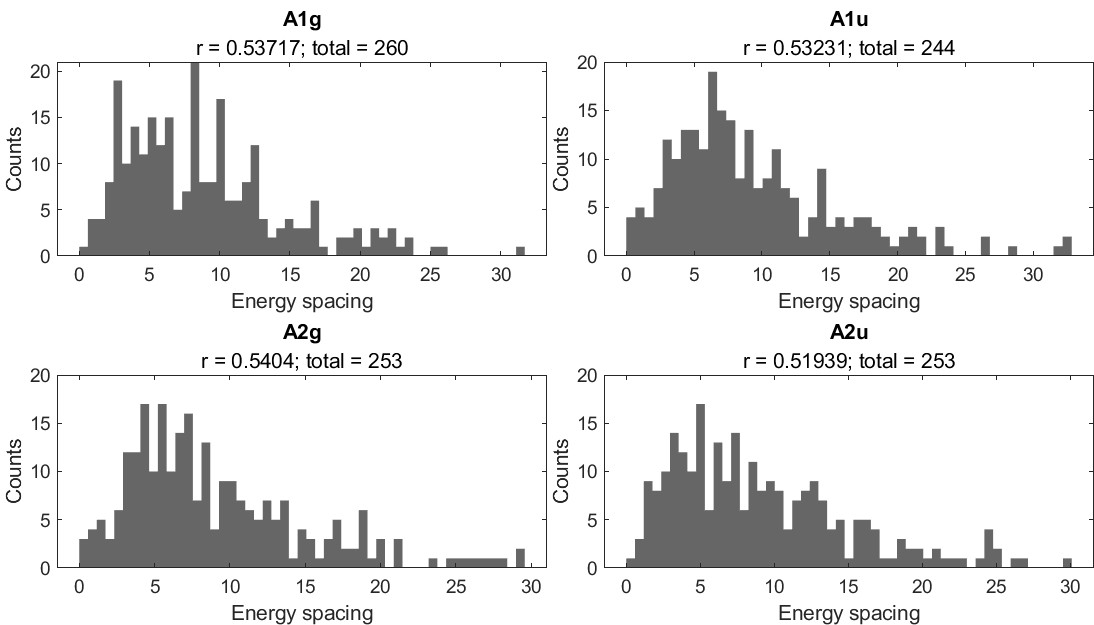 A1g
r = 0.53717; total = 260
20
15
10
5
0
Counts
0 5 10 15 20 25 30
Energy spacing
A1u
r = 0.53231; total = 244
20
15
10
5
0
Counts
0 5 10 15 20 25 30
Energy spacing
A2g
r = 0.5404; total = 253
20
15
10
5
0
Counts
0 5 10 15 20 25 30
Energy spacing
A2u
r = 0.51939; total = 253
20
15
10
5
0
Counts
0 5 10 15 20 25 30
Energy spacing